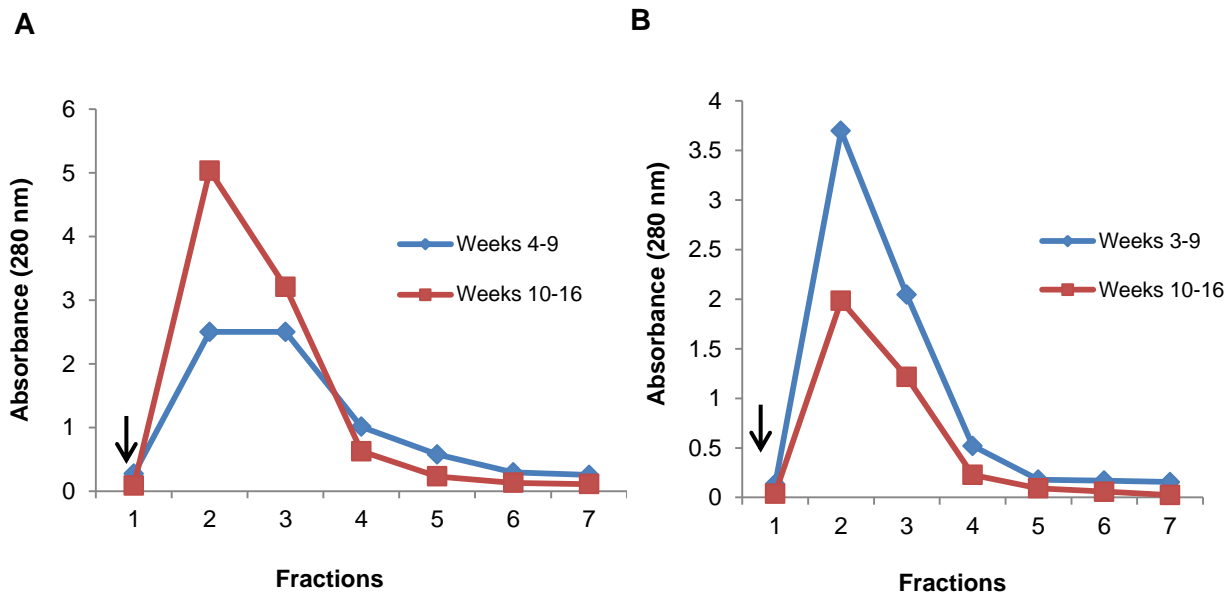 A
Absorbance (280 nm)
6
5
4
3
2
1
0
1 2 3 4 5 6 7
Fractions
Weeks 4-9
Weeks 10-16
B
Absorbance (280 nm)
4
3.5
3
2.5
2
1.5
1
0.5
0
1 2 3 4 5 6 7
Fractions
Weeks 3-9
Weeks 10-16